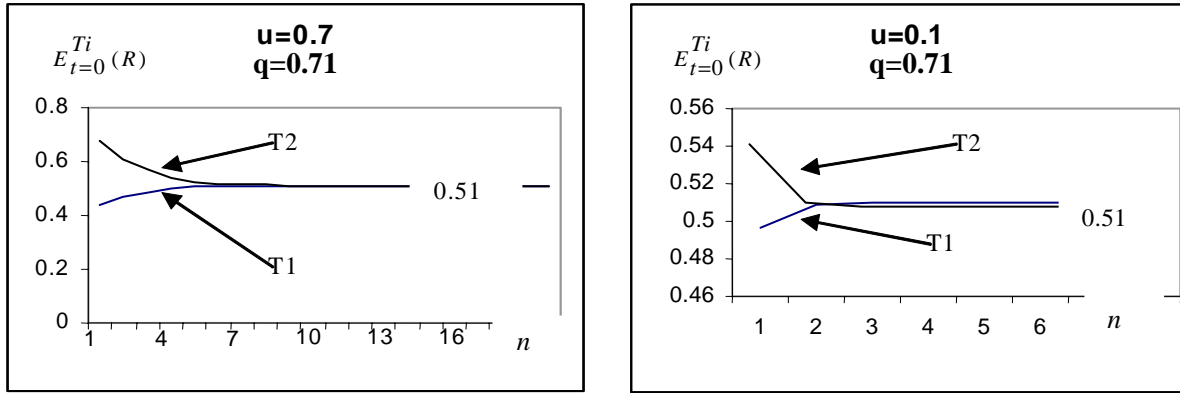 u=0.7
q=0.71
E_{t=0}^{Ti}(R)
0.8
0.6
0.4
0.2
0
T2
T1
0.51
1 4 7 10 13 16
n
u=0.1
q=0.71
E_{t=0}^{Ti}(R)
0.56
0.54
0.52
0.5
0.48
0.46
T2
T1
0.51
1 2 3 4 5 6
n